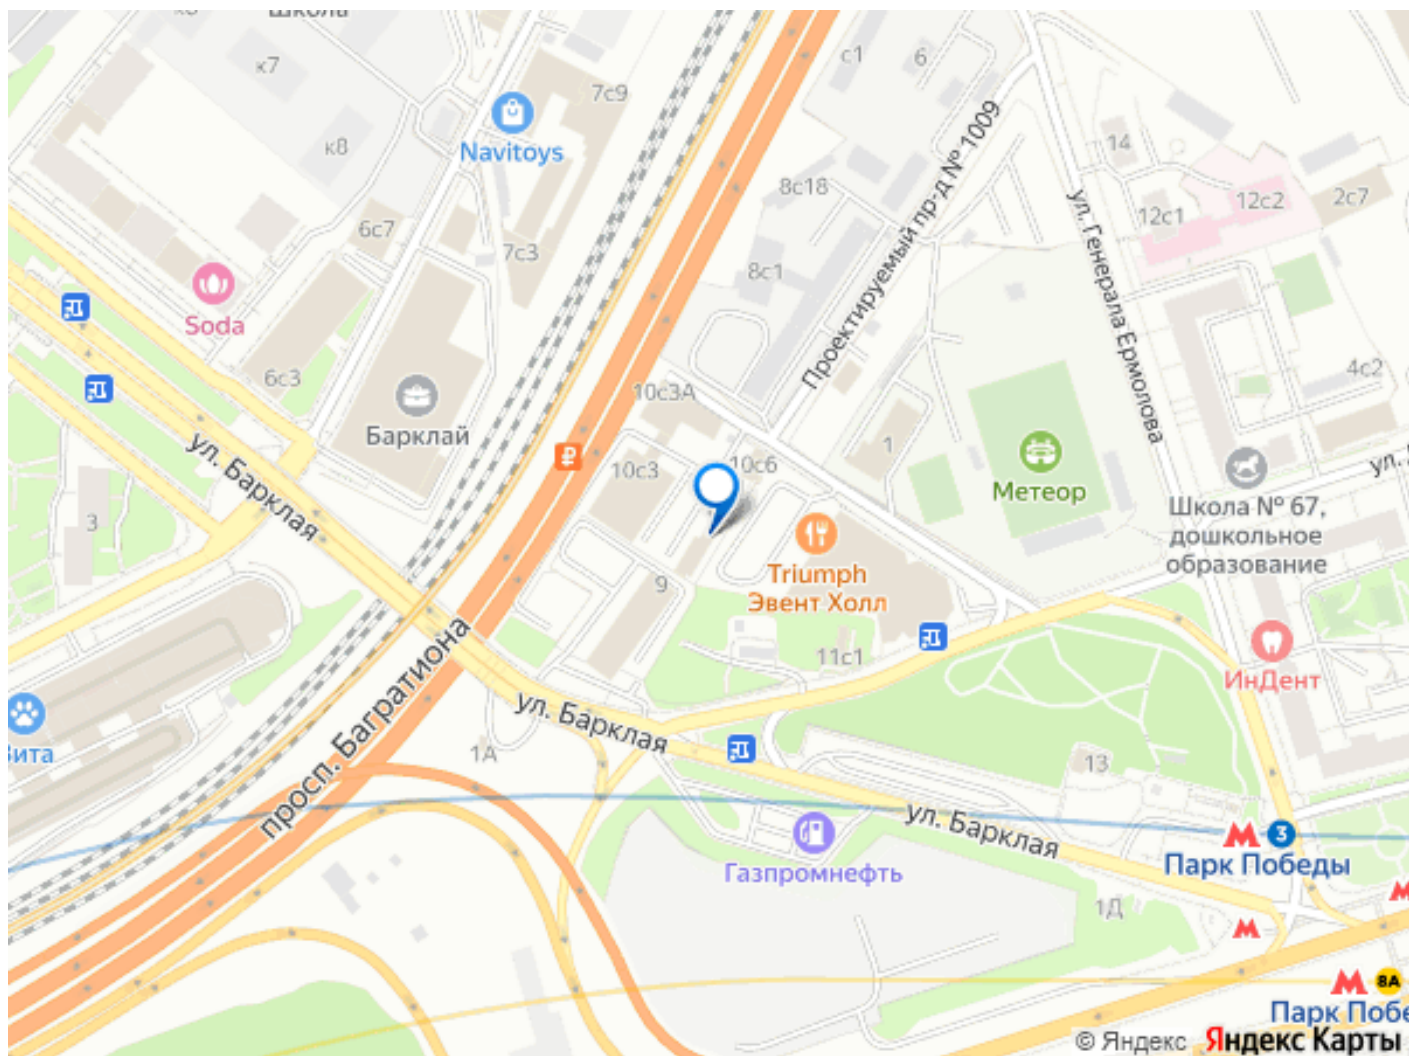 Школа
к7
к8
7с9
Navitoys
6с7
7с3
Soda
6с3
Барклай
ул. Барклая
3
с1
6
8с18
8с1
Проектируемый пр-д № 1009
14
12с1
12с2
2с7
ул. Генерала Ермолова
4с2
10с3А
10с3
10с6
1
Метеор
Школа № 67,
дошкольное
образование
Triumph
Эвент Холл
9
11с1
ИнДент
просп. Багратиона
ул. Барклая
1А
13
ул. Барклая
Газпромнефть
3
Парк Победы
1Д
8А
© Яндекс
Яндекс Карты